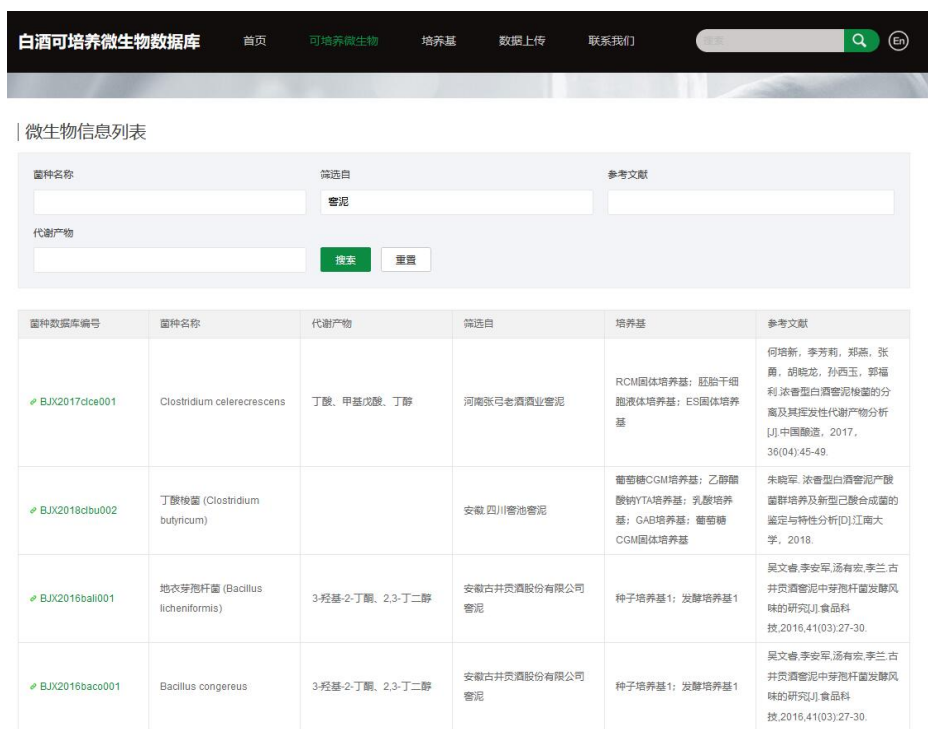 白酒可培养微生物数据库 首页 可培养微生物 培养基 数据上传 联系我们 En
微生物信息列表
菌种名称 筛选自 参考文献
窖泥
代谢产物
搜索 重置
菌种数据库编号 菌种名称 代谢产物 筛选自 培养基 参考文献
BJX2017clce001
Clostridium celerecrescens
丁酸、甲基戊酸、丁醇
河南张弓老酒酒业窖泥
RCM固体培养基；胚胎干细
胞液体培养基；ES固体培养
基
何培新，李芳莉，郑燕，张
勇，胡晓龙，孙西玉，郭福
利.浓香型白酒窖泥梭菌的分
离及其挥发性代谢产物分析
[J].中国酿造，2017，
36(04):45-49.
BJX2018clbu002
丁酸梭菌 (Clostridium
butyricum)
安徽.四川窖池窖泥
葡萄糖CGM培养基；乙醇醋
酸钠YTA培养基；乳酸培养
基；GAB培养基；葡萄糖
CGM固体培养基
朱晓军. 浓香型白酒窖泥产酸
菌群培养及新型己酸合成菌的
鉴定与特性分析[D].江南大
学，2018.
BJX2016bali001
地衣芽孢杆菌 (Bacillus
licheniformis)
3-羟基-2-丁酮、2,3-丁二醇
安徽古井贡酒股份有限公司
窖泥
种子培养基1；发酵培养基1
吴文睿,李安军,汤有宏,李兰.古
井贡酒窖泥中芽孢杆菌发酵风
味的研究[J].食品科
技,2016,41(03):27-30.
BJX2016baco001
Bacillus congereus
3-羟基-2-丁酮、2,3-丁二醇
安徽古井贡酒股份有限公司
窖泥
种子培养基1；发酵培养基1
吴文睿,李安军,汤有宏,李兰.古
井贡酒窖泥中芽孢杆菌发酵风
味的研究[J].食品科
技,2016,41(03):27-30.